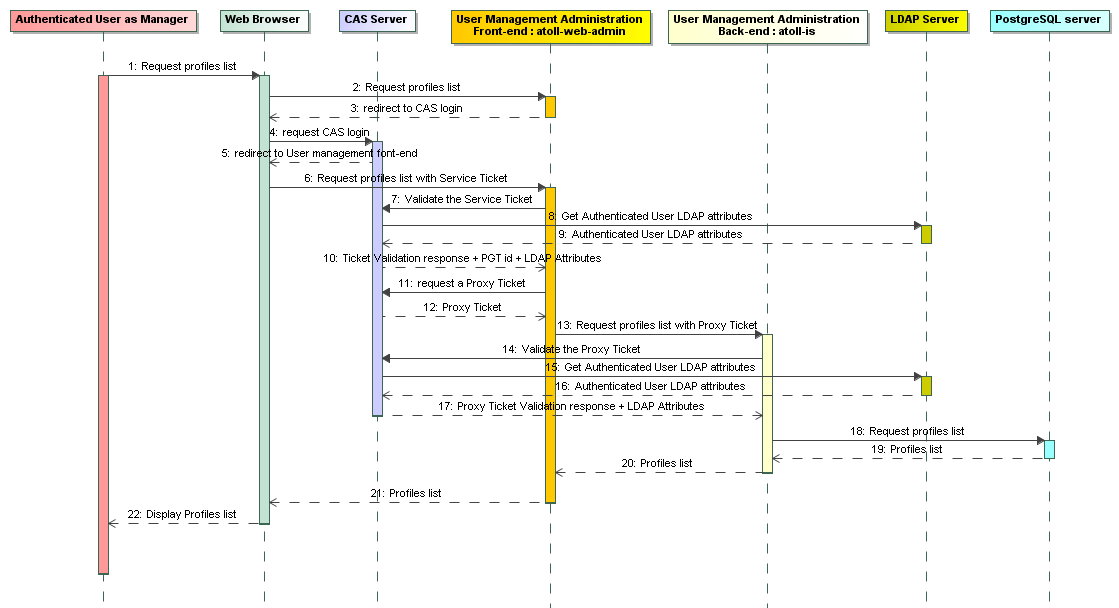 Authenticated User as Manager
Web Browser
CAS Server
User Management Administration
Front-end : atoll-web-admin
User Management Administration
Back-end : atoll-is
LDAP Server
PostgreSQL server
1: Request profiles list
2: Request profiles list
3: redirect to CAS login
4: request CAS login
5: redirect to User management font-end
6: Request profiles list with Service Ticket
7: Validate the Service Ticket
8: Get Authenticated User LDAP attributes
9: Authenticated User LDAP attributes
10: Ticket Validation response + PGT id + LDAP Attributes
11: request a Proxy Ticket
12: Proxy Ticket
13: Request profiles list with Proxy Ticket
14: Validate the Proxy Ticket
15: Get Authenticated User LDAP attributes
16: Authenticated User LDAP attributes
17: Proxy Ticket Validation response + LDAP Attributes
18: Request profiles list
19: Profiles list
20: Profiles list
21: Profiles list
22: Display Profiles list